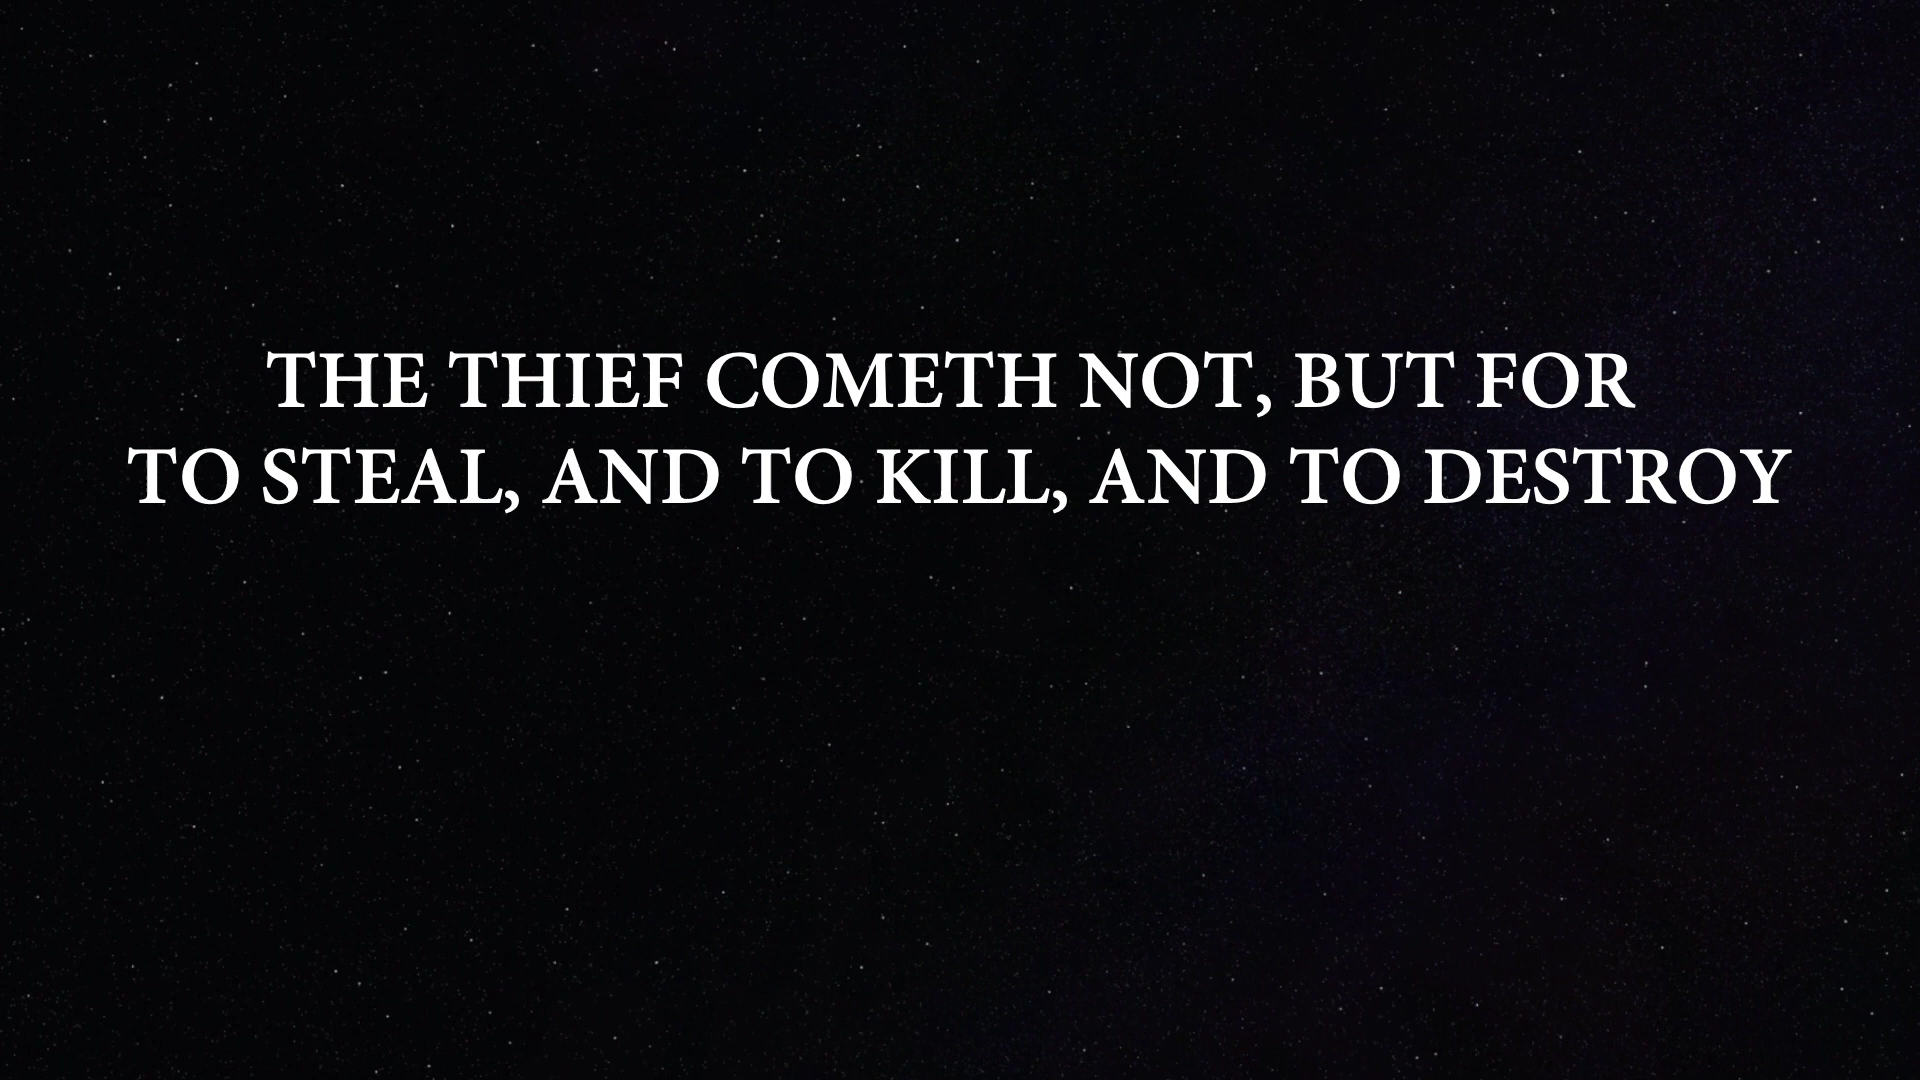 THE THIEF COMETH NOT, BUT FOR
TO STEAL, AND TO KILL, AND TO DESTROY